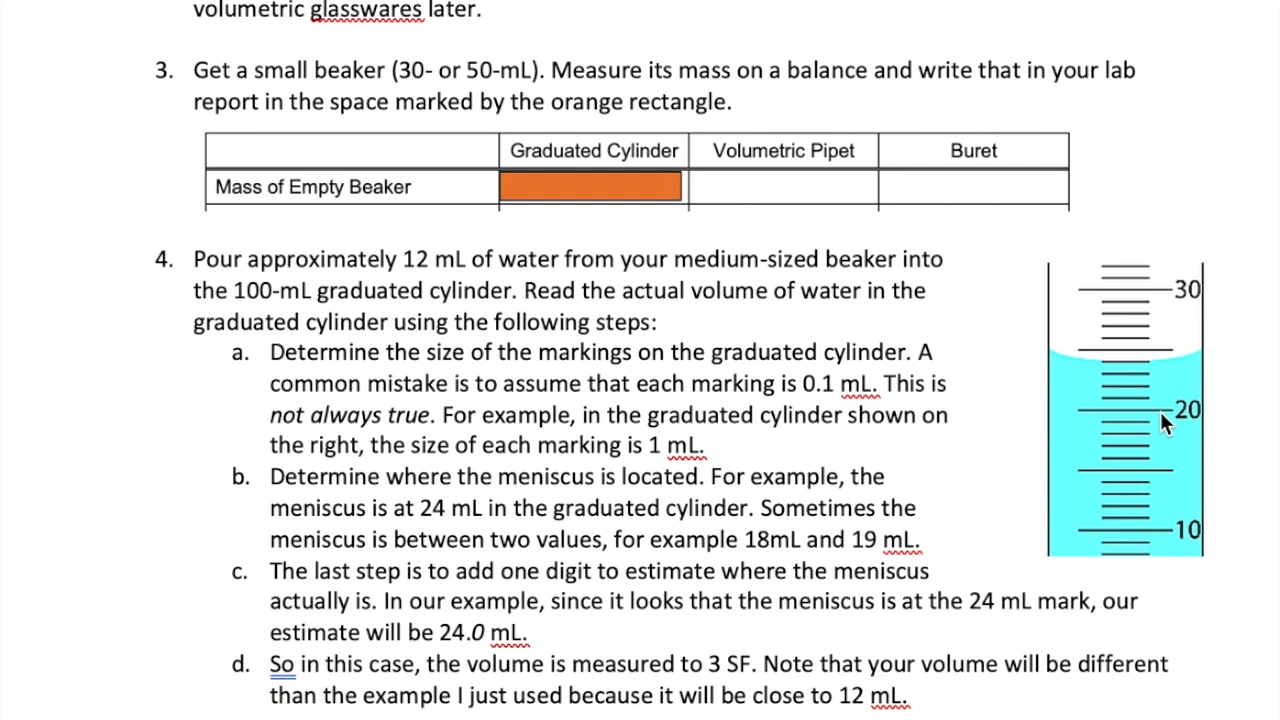 volumetric glasswares later.
3. Get a small beaker (30- or 50-mL). Measure its mass on a balance and write that in your lab
report in the space marked by the orange rectangle.
Graduated Cylinder Volumetric Pipet Buret
Mass of Empty Beaker
4. Pour approximately 12 mL of water from your medium-sized beaker into
the 100-mL graduated cylinder. Read the actual volume of water in the
graduated cylinder using the following steps:
a. Determine the size of the markings on the graduated cylinder. A
common mistake is to assume that each marking is 0.1 mL. This is
not always true. For example, in the graduated cylinder shown on
the right, the size of each marking is 1 mL.
b. Determine where the meniscus is located. For example, the
meniscus is at 24 mL in the graduated cylinder. Sometimes the
meniscus is between two values, for example 18mL and 19 mL.
c. The last step is to add one digit to estimate where the meniscus
actually is. In our example, since it looks that the meniscus is at the 24 mL mark, our
estimate will be 24.0 mL.
d. So in this case, the volume is measured to 3 SF. Note that your volume will be different
than the example I just used because it will be close to 12 mL.
30
20
10